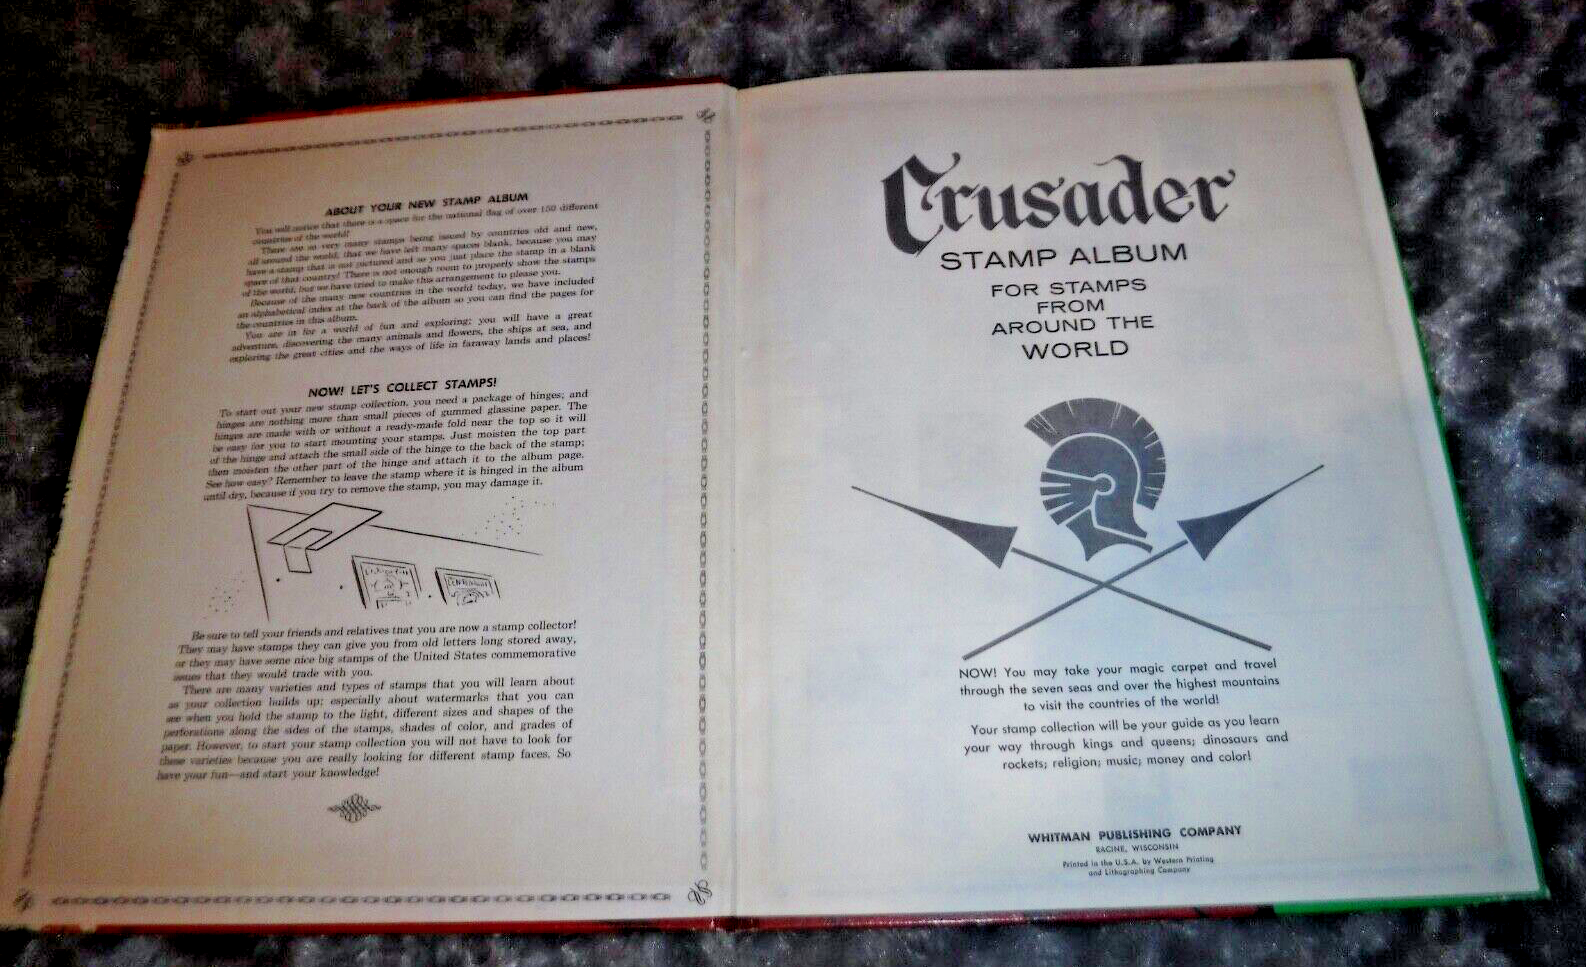 ABOUT YOUR NEW STAMP ALBUM
You will notice that there is a space for the national flag of over 150 different
countries of the world!
There are so very many stamps being issued by countries old and new,
all around the world, that we have left many spaces blank, because you may
have a stamp that is not pictured and so you just place the stamp in a blank
space of that country! There is not enough room to properly show the stamps
of the world, but we have tried to make this arrangement to please you.
Because of the many new countries in the world today, we have included
an alphabetical index at the back of the album so you can find the pages for
the countries in this album.
You are in for a world of fun and exploring; you will have a great
adventure, discovering the many animals and flowers, the ships at sea, and
exploring the great cities and the ways of life in faraway lands and places!
NOW! LET'S COLLECT STAMPS!
To start out your new stamp collection, you need a package of hinges; and
hinges are nothing more than small pieces of gummed glassine paper. The
hinges are made with or without a ready-made fold near the top so it will
be easy for you to start mounting your stamps. Just moisten the top part
of the hinge and attach the small side of the hinge to the back of the stamp;
then moisten the other part of the hinge and attach it to the album page.
See how easy? Remember to leave the stamp where it is hinged in the album
until dry, because if you try to remove the stamp, you may damage it.
Be sure to tell your friends and relatives that you are now a stamp collector!
They may have stamps they can give you from old letters long stored away,
or they may have some nice big stamps of the United States commemorative
issues that they would trade with you.
There are many varieties and types of stamps that you will learn about
as your collection builds up; especially about watermarks that you can
see when you hold the stamp to the light, different sizes and shapes of the
perforations along the sides of the stamps, shades of color, and grades of
paper. However, to start your stamp collection you will not have to look for
these varieties because you are really looking for different stamp faces. So
have your fun—and start your knowledge!
Crusader
STAMP ALBUM
FOR STAMPS
FROM
AROUND THE
WORLD
NOW! You may take your magic carpet and travel
through the seven seas and over the highest mountains
to visit the countries of the world!
Your stamp collection will be your guide as you learn
your way through kings and queens; dinosaurs and
rockets; religion; music; money and color!
WHITMAN PUBLISHING COMPANY
RACINE, WISCONSIN
Printed in the U.S.A. by Western Printing
and Lithographing Company